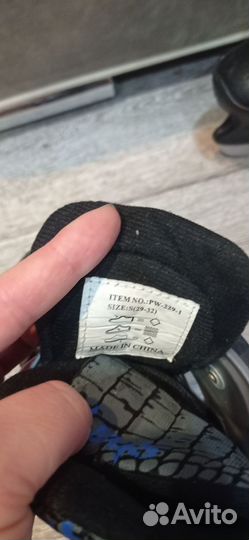 ITEM NO.:PW-329-1
SIZE:S(29-32)
MADE IN CHINA
Avito